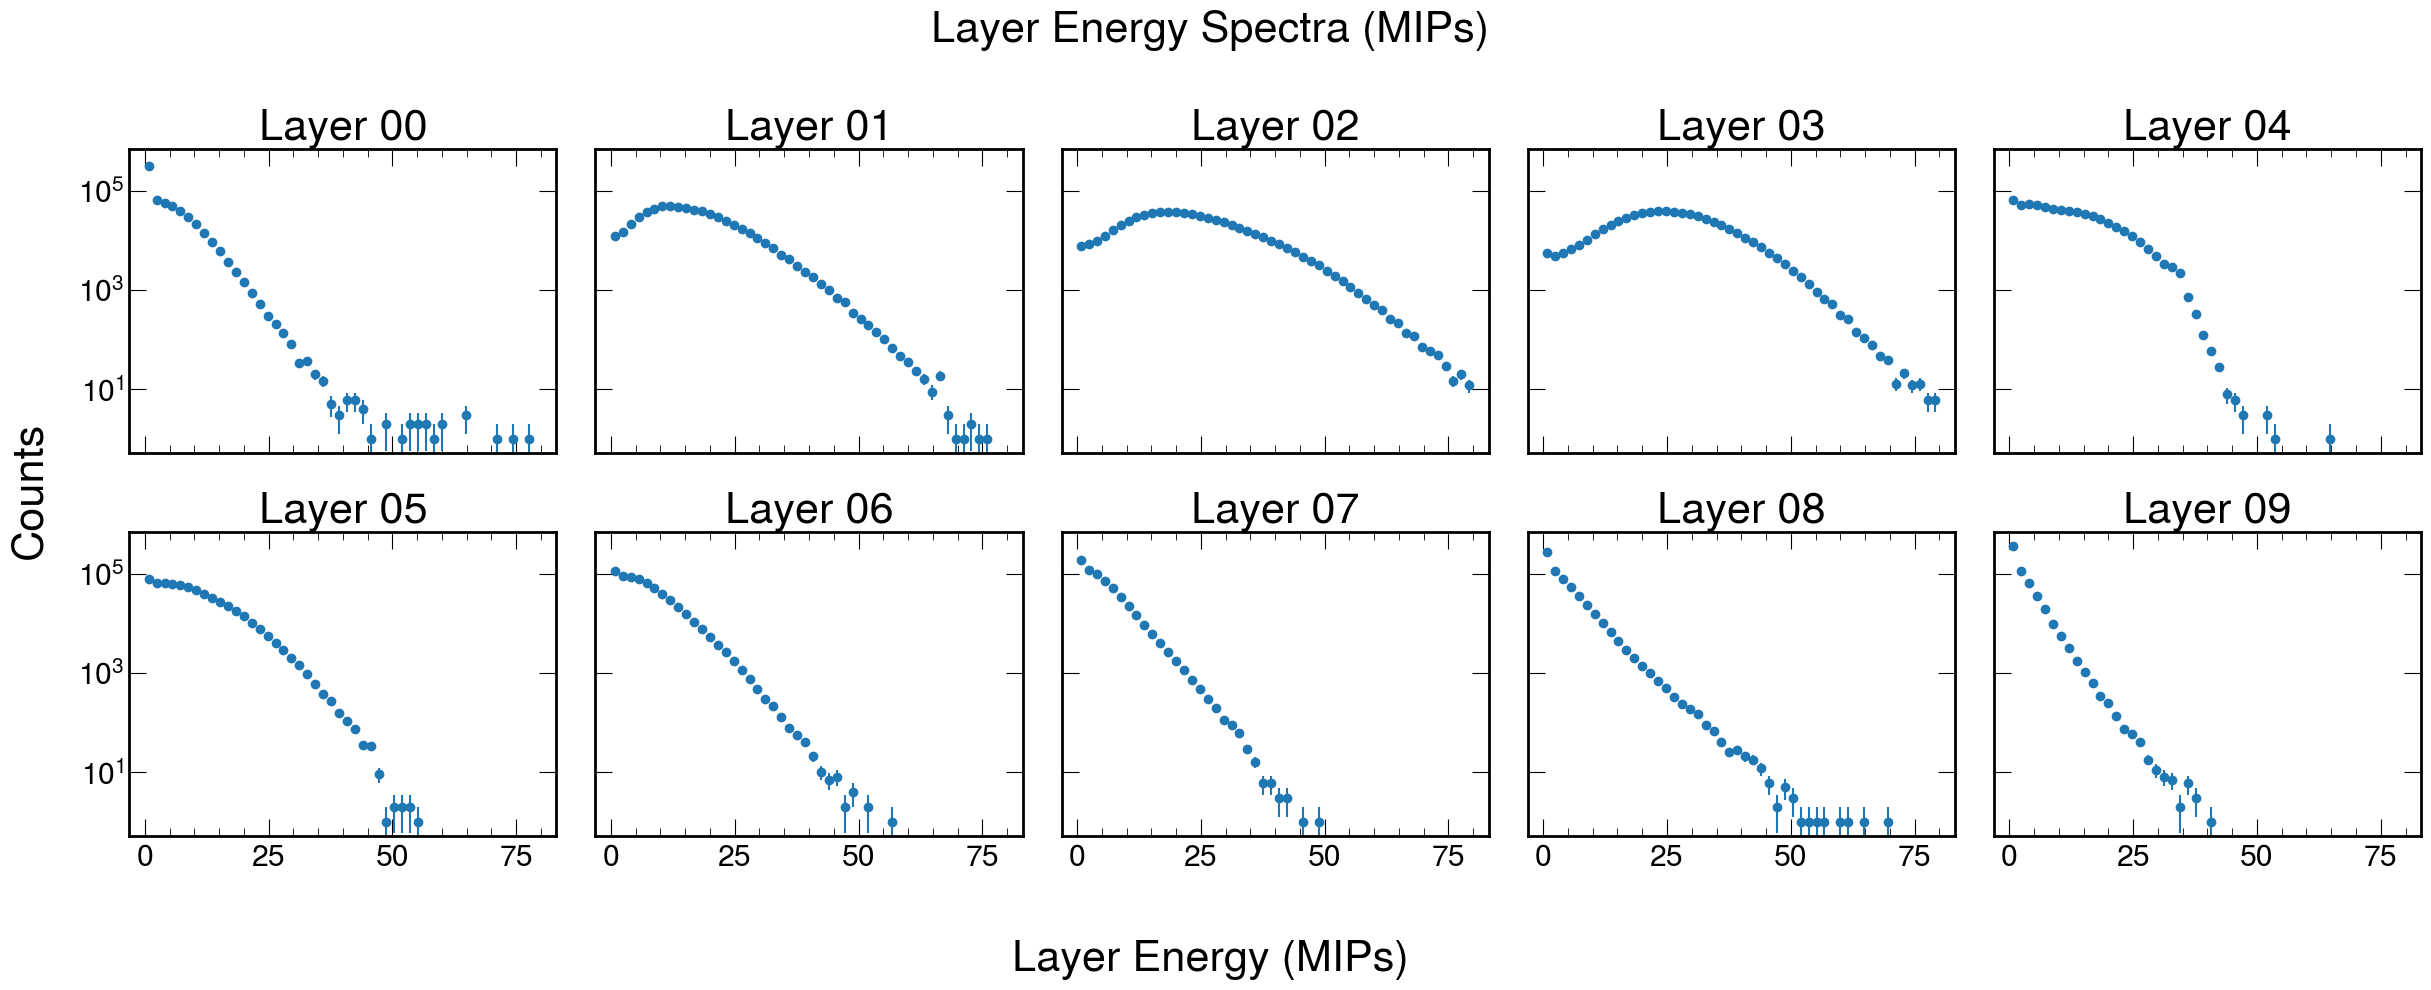 Layer Energy Spectra (MIPs)
Layer 00
Layer 01
Layer 02
Layer 03
Layer 04
10^5
10^3
10^1
Counts
Layer 05
Layer 06
Layer 07
Layer 08
Layer 09
10^5
10^3
10^1
0 25 50 75
0 25 50 75
0 25 50 75
0 25 50 75
0 25 50 75
Layer Energy (MIPs)